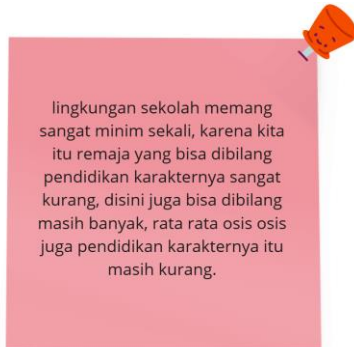 lingkungan sekolah memang
sangat minim sekali, karena kita
itu remaja yang bisa dibilang
pendidikan karakternya sangat
kurang, disini juga bisa dibilang
masih banyak, rata rata osis osis
juga pendidikan karakternya itu
masih kurang.